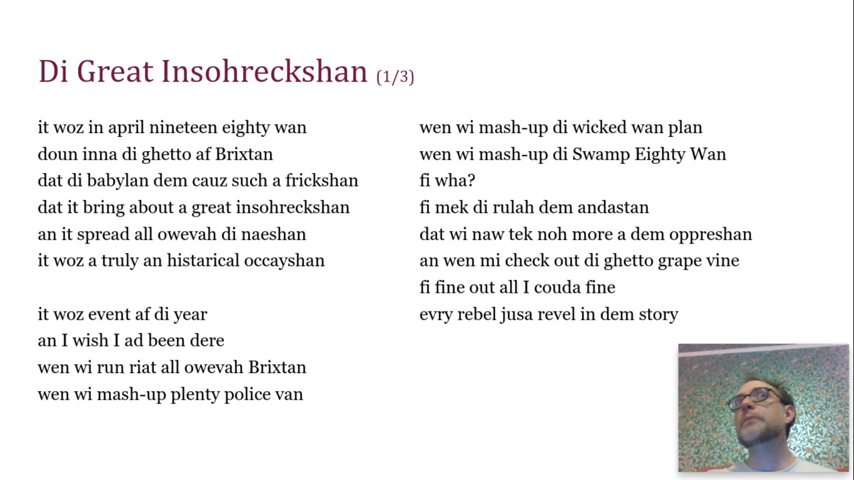 Di Great Insohreckshan (1/3)
it woz in april nineteen eighty wan
doun inna di ghetto af Brixtan
dat di babylan dem cauz such a frickshan
dat it bring about a great insohreckshan
an it spread all owevah di naeshan
it woz a truly an histarical occayshan
it woz event af di year
an I wish I ad been dere
wen wi run riat all owevah Brixtan
wen wi mash-up plenty police van
wen wi mash-up di wicked wan plan
wen wi mash-up di Swamp Eighty Wan
fi wha?
fi mek di rulah dem andastan
dat wi naw tek noh more a dem oppreshan
an wen mi check out di ghetto grape vine
fi fine out all I couda fine
evry rebel jusa revel in dem story